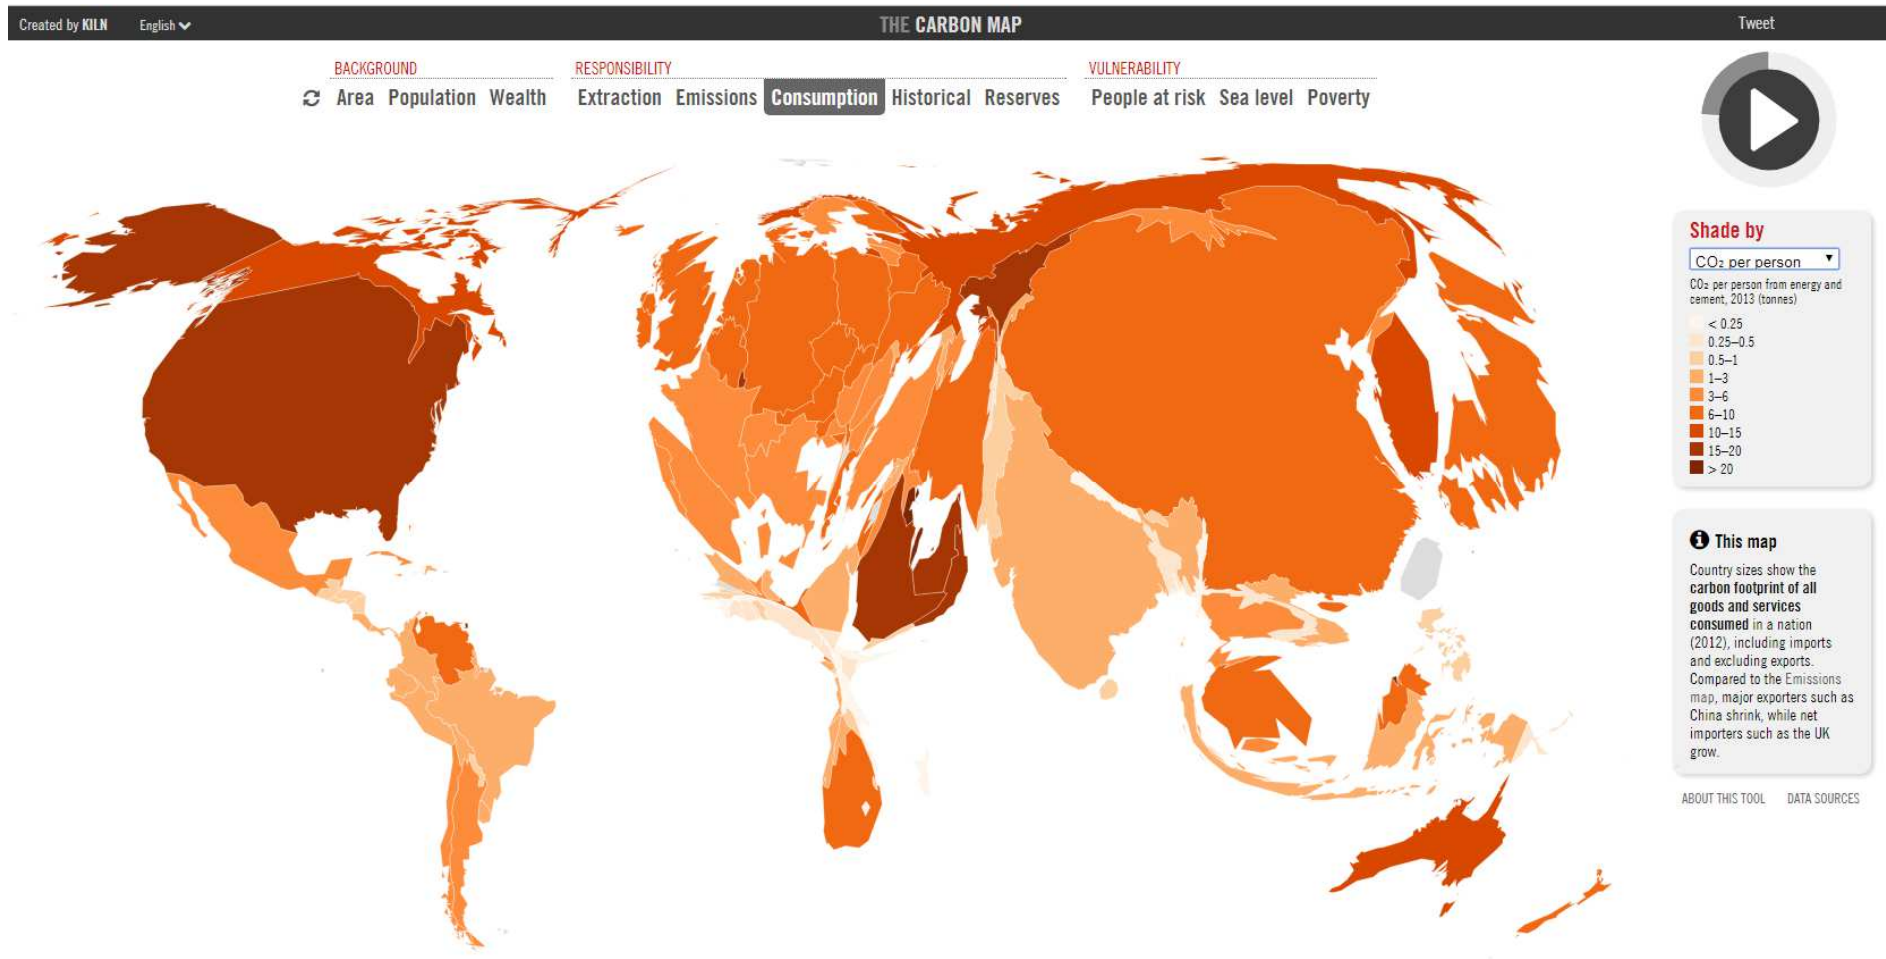 Created by KILN English THE CARBON MAP Tweet
BACKGROUND RESPONSIBILITY VULNERABILITY
Area Population Wealth Extraction Emissions Consumption Historical Reserves People at risk Sea level Poverty
Shade by
CO₂ per person
CO₂ per person from energy and
cement, 2013 (tonnes)
< 0.25
0.25–0.5
0.5–1
1–3
3–6
6–10
10–15
15–20
> 20
This map
Country sizes show the
carbon footprint of all
goods and services
consumed in a nation
(2012), including imports
and excluding exports.
Compared to the Emissions
map, major exporters such as
China shrink, while net
importers such as the UK
grow.
ABOUT THIS TOOL DATA SOURCES